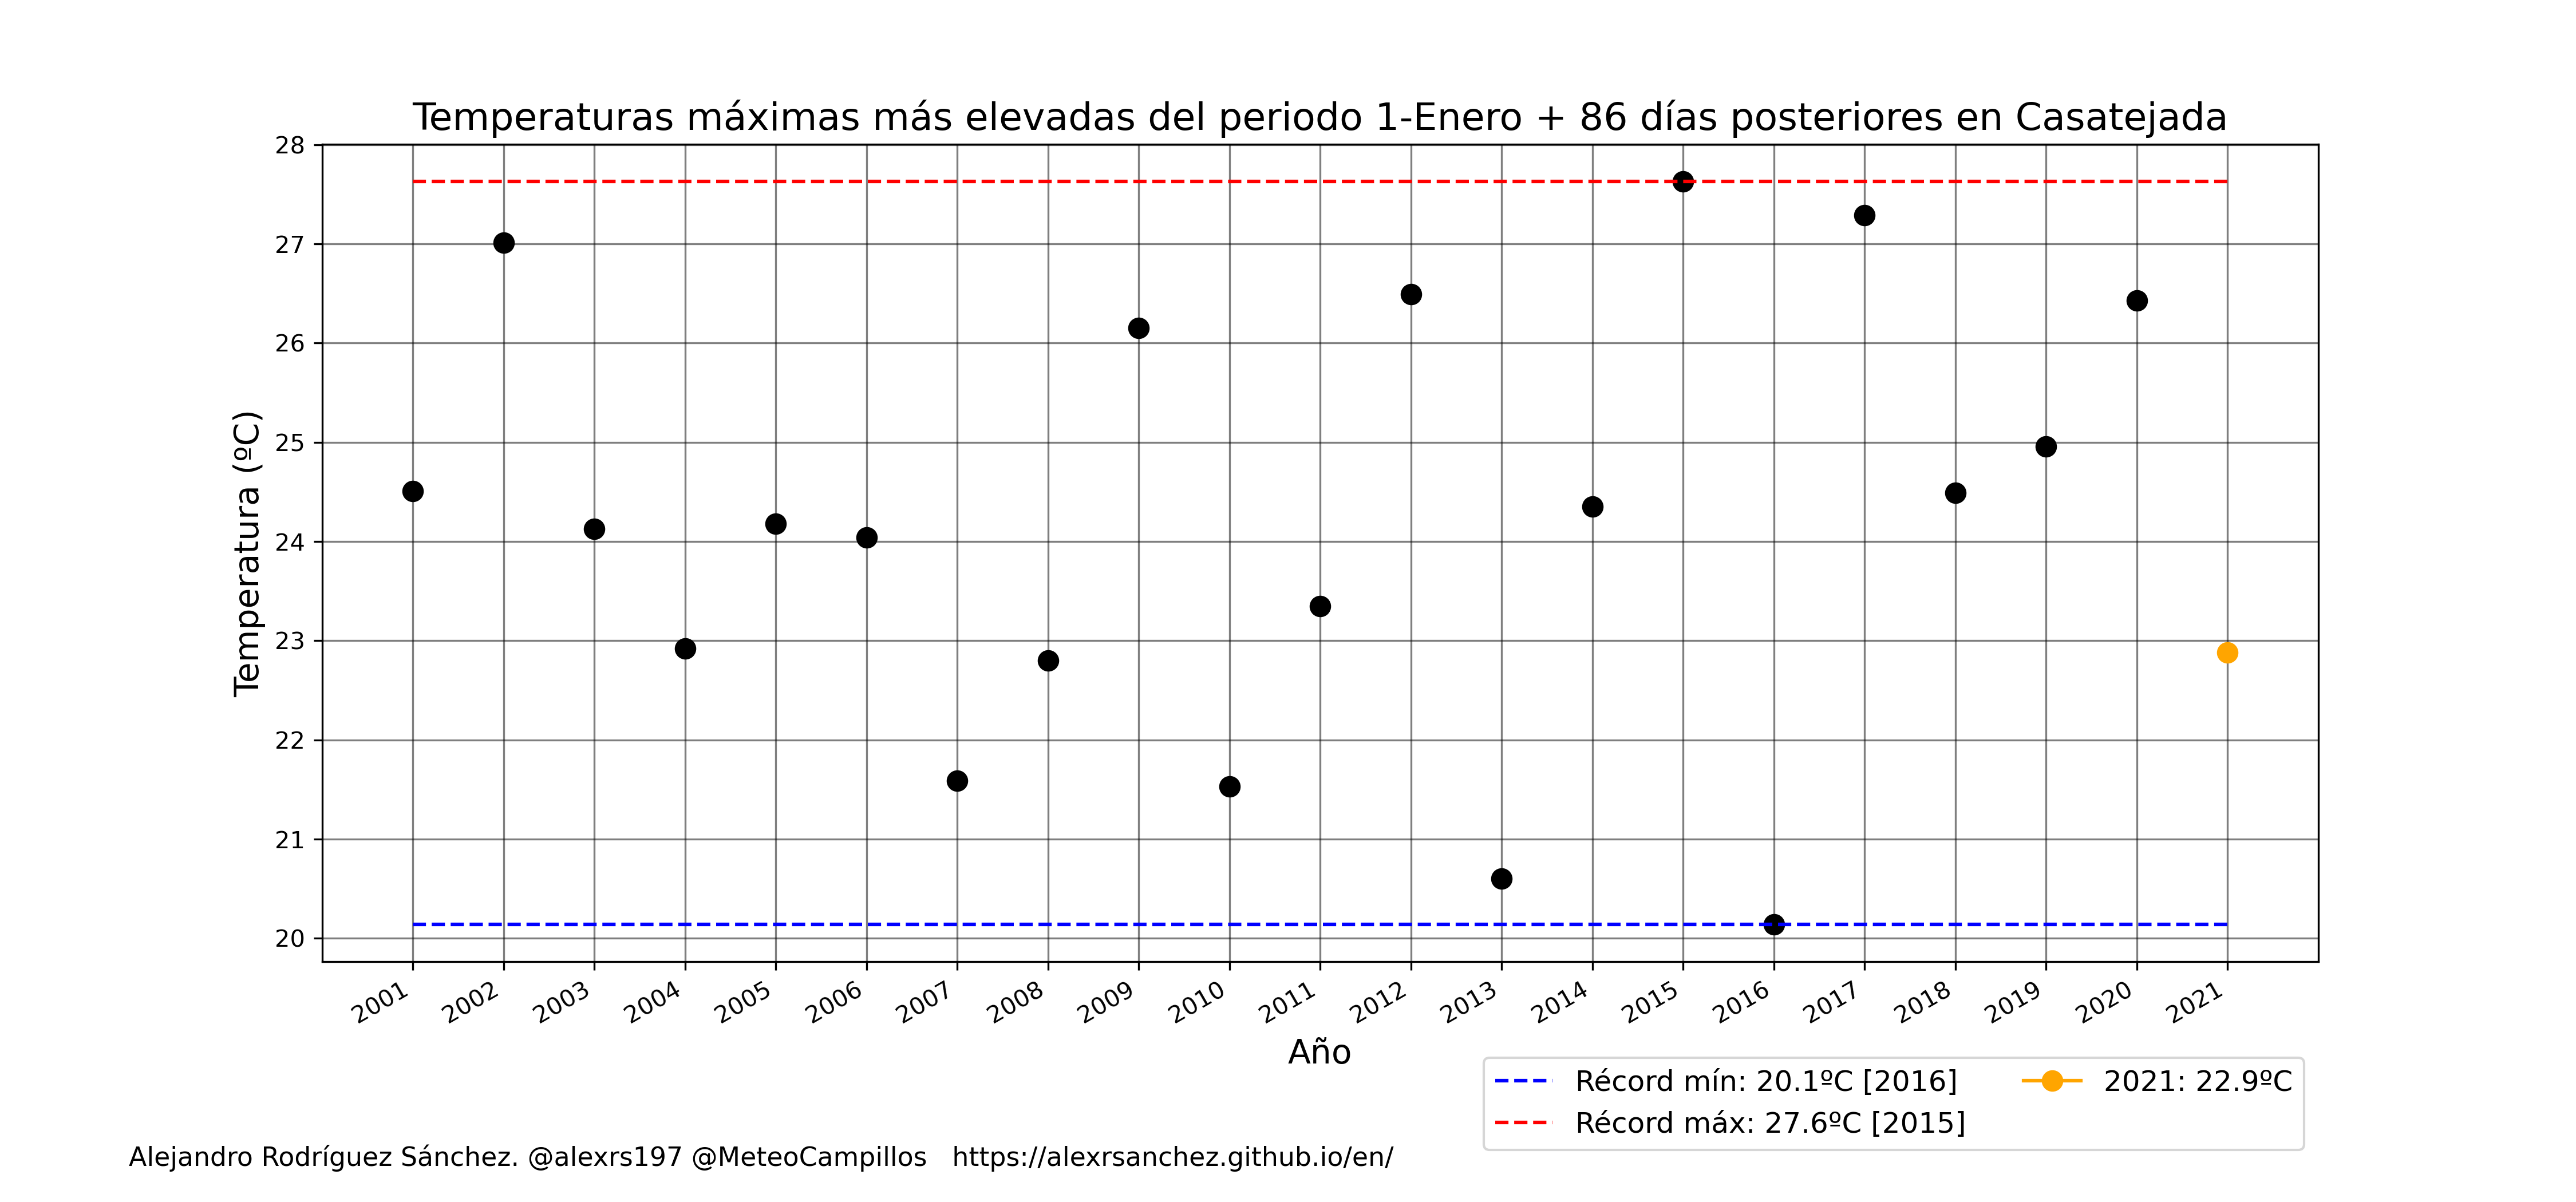 Temperaturas máximas más elevadas del periodo 1-Enero + 86 días posteriores en Casatejada
Temperatura (ºC)
28
27
26
25
24
23
22
21
20
2001 2002 2003 2004 2005 2006 2007 2008 2009 2010 2011 2012 2013 2014 2015 2016 2017 2018 2019 2020 2021
Año
Récord mín: 20.1ºC [2016]
Récord máx: 27.6ºC [2015]
2021: 22.9ºC
Alejandro Rodríguez Sánchez. @alexrs197 @MeteoCampillos https://alexrsanchez.github.io/en/